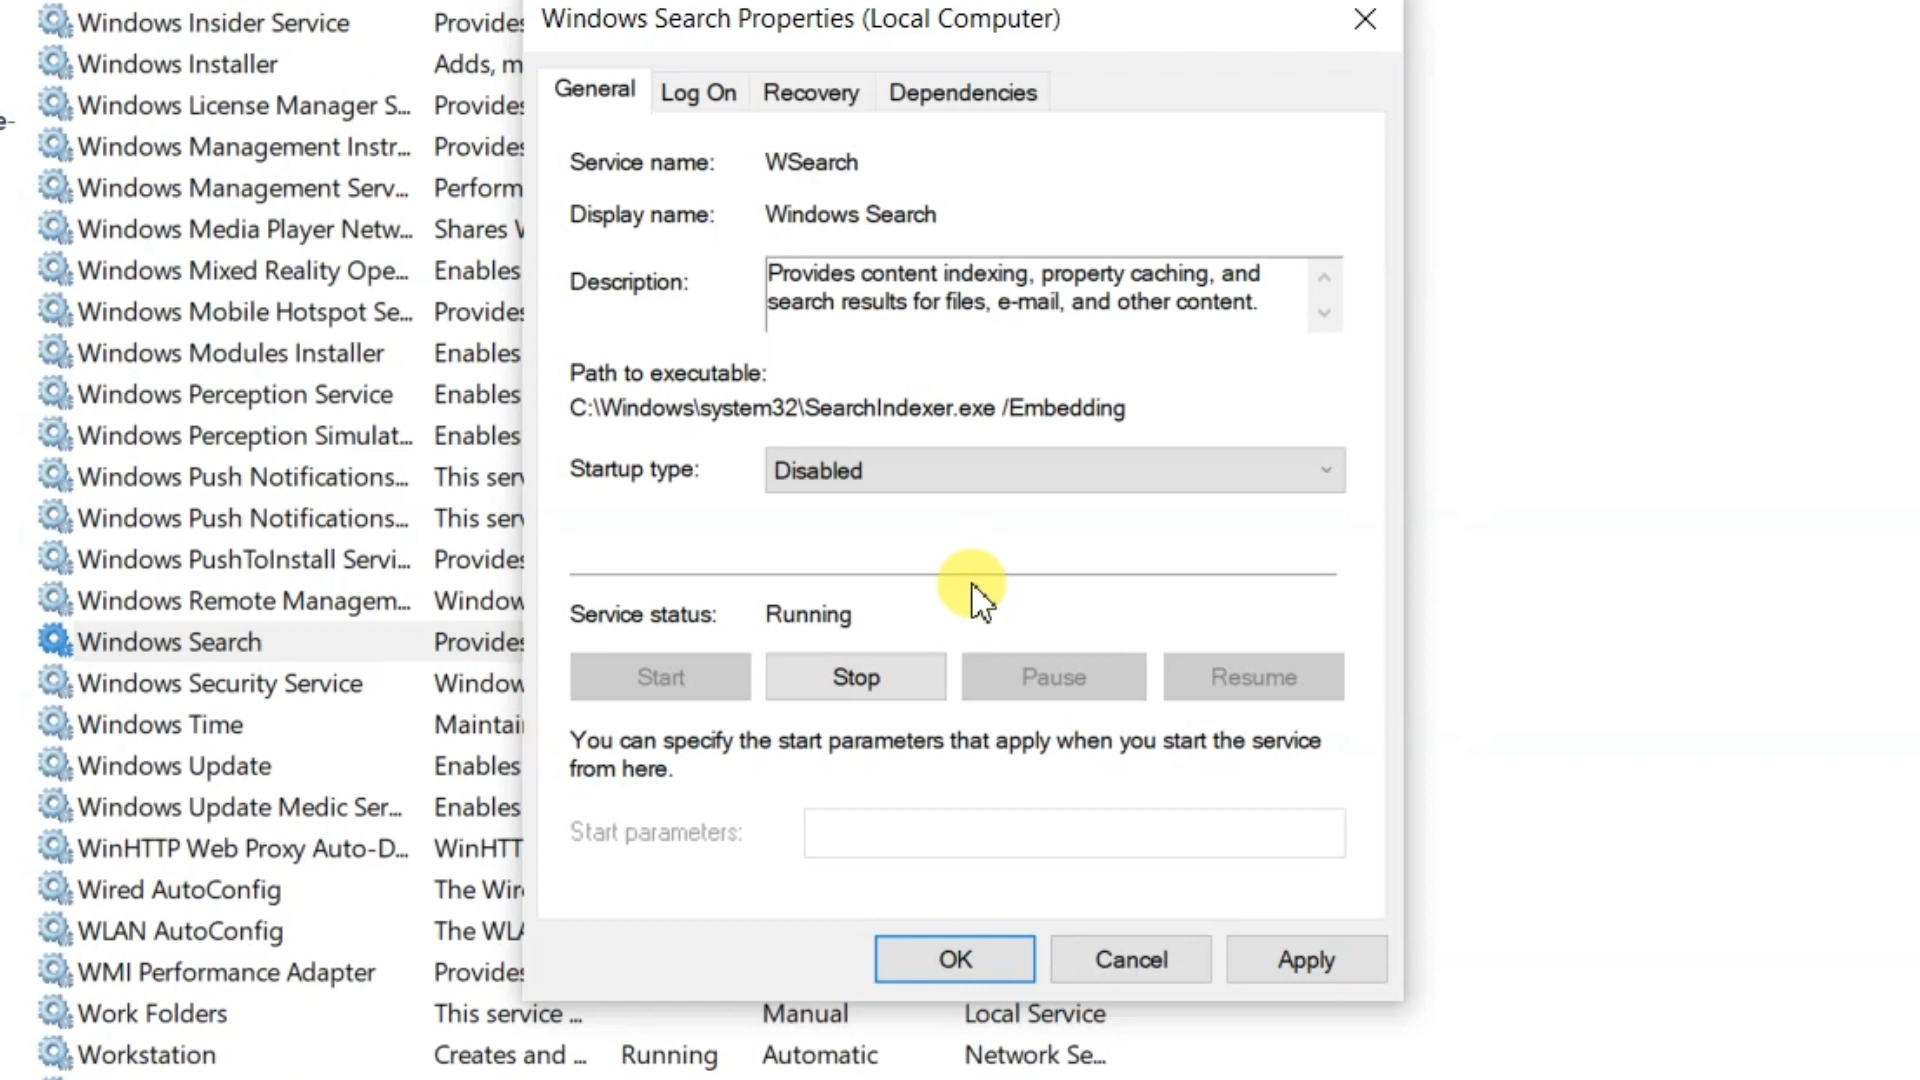 Windows Search Properties (Local Computer)
General Log On Recovery Dependencies
Service name: WSearch
Display name: Windows Search
Description: Provides content indexing, property caching, and
search results for files, e-mail, and other content.
Path to executable:
C:\Windows\system32\SearchIndexer.exe /Embedding
Startup type: Disabled
Service status: Running
Start Stop Pause Resume
You can specify the start parameters that apply when you start the service
from here.
Start parameters:
OK Cancel Apply
e-
Windows Insider Service Provides
Windows Installer Adds, m
Windows License Manager S... Provides
Windows Management Instr... Provides
Windows Management Serv... Perform
Windows Media Player Netw... Shares W
Windows Mixed Reality Ope... Enables
Windows Mobile Hotspot Se... Provides
Windows Modules Installer Enables
Windows Perception Service Enables
Windows Perception Simulat... Enables
Windows Push Notifications... This serv
Windows Push Notifications... This serv
Windows PushToInstall Servi... Provides
Windows Remote Managem... Window
Windows Search Provides
Windows Security Service Window
Windows Time Maintai
Windows Update Enables
Windows Update Medic Ser... Enables
WinHTTP Web Proxy Auto-D... WinHTT
Wired AutoConfig The Wire
WLAN AutoConfig The WLA
WMI Performance Adapter Provides
Work Folders This service ... Manual Local Service
Workstation Creates and ... Running Automatic Network Se...